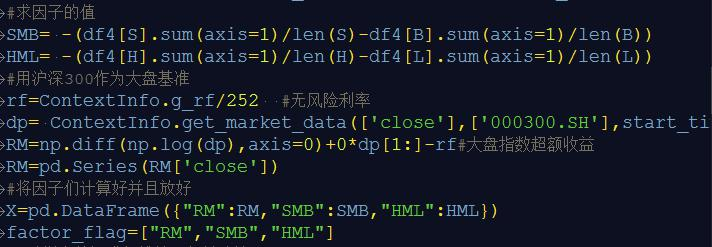 #求因子的值
SMB= -(df4[S].sum(axis=1)/len(S)-df4[B].sum(axis=1)/len(B))
HML= -(df4[H].sum(axis=1)/len(H)-df4[L].sum(axis=1)/len(L))
#用沪深300作为大盘基准
rf=ContextInfo.g_rf/252  #无风险利率
dp= ContextInfo.get_market_data(['close'],['000300.SH'],start_ti
RM=np.diff(np.log(dp),axis=0)+0*dp[1:]-rf#大盘指数超额收益
RM=pd.Series(RM['close'])
#将因子们计算好并且放好
X=pd.DataFrame({"RM":RM,"SMB":SMB,"HML":HML})
factor_flag=["RM","SMB","HML"]